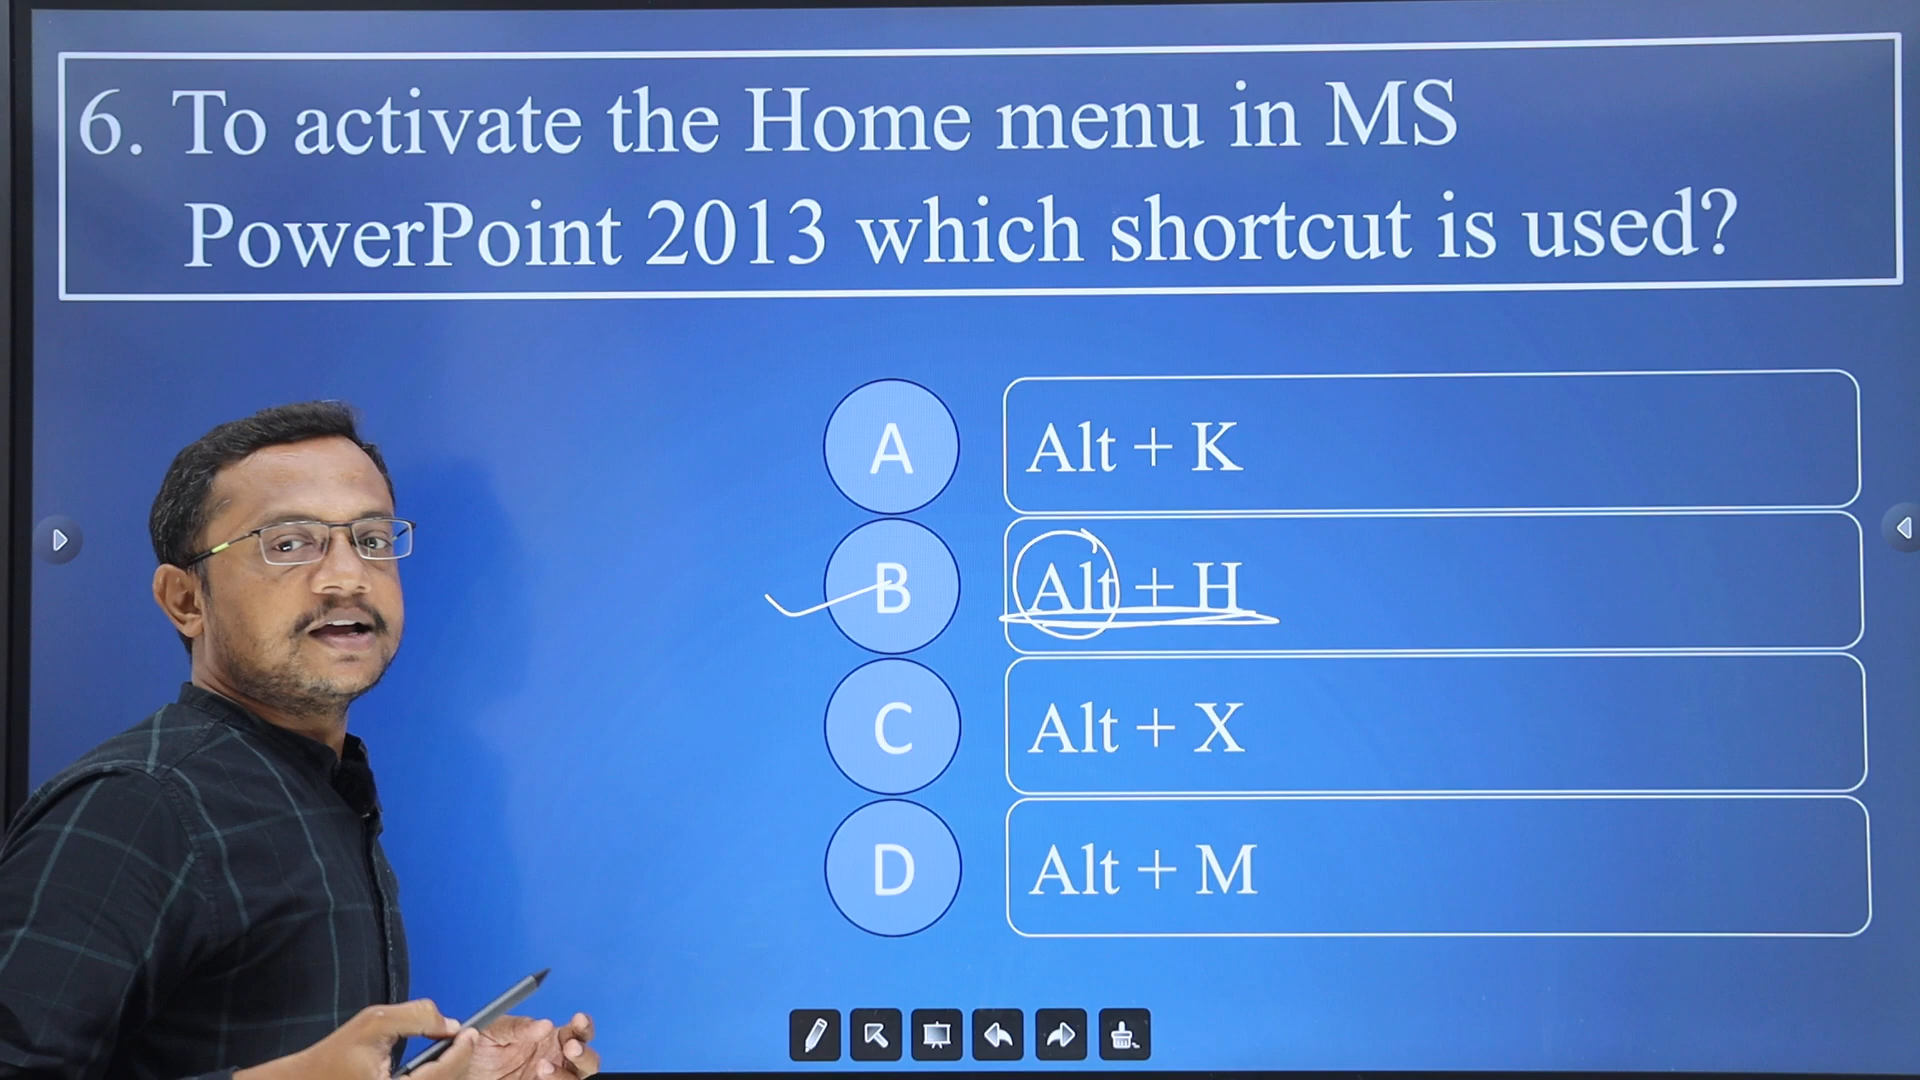 6. To activate the Home menu in MS
PowerPoint 2013 which shortcut is used?
A Alt + K
B Alt + H
C Alt + X
D Alt + M